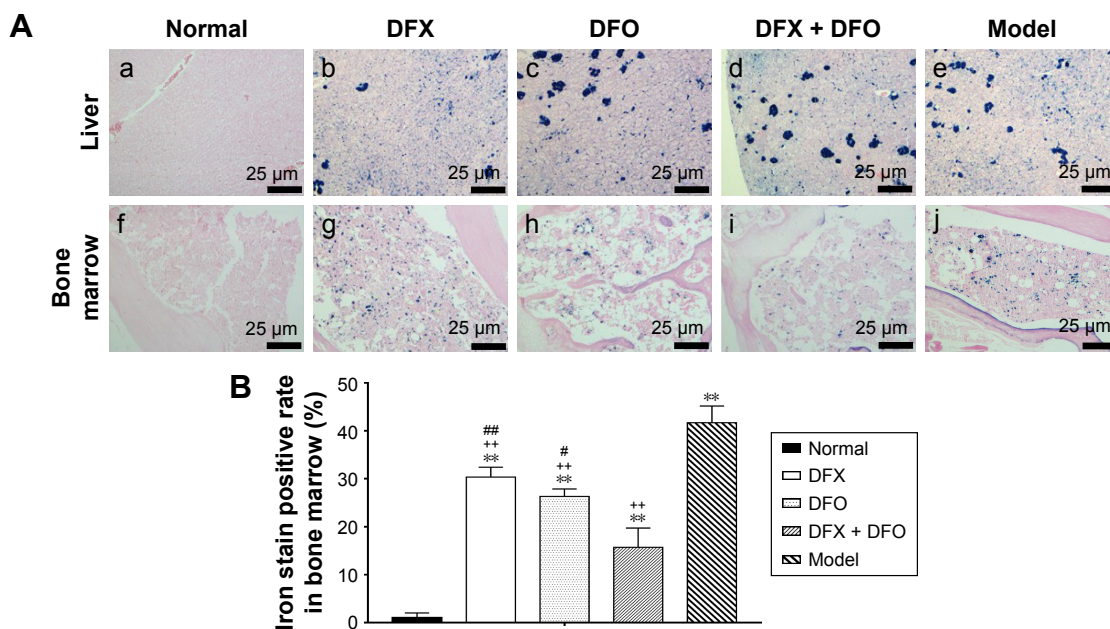 A
Normal DFX DFO DFX + DFO Model
Liver
a b c d e
25 µm 25 µm 25 µm 25 µm 25 µm
Bone
marrow
f g h i j
25 µm 25 µm 25 µm 25 µm 25 µm
B
Iron stain positive rate
in bone marrow (%)
50
40
30
20
10
0
##
++
**
#
++
**
++
**
**
Normal
DFX
DFO
DFX + DFO
Model